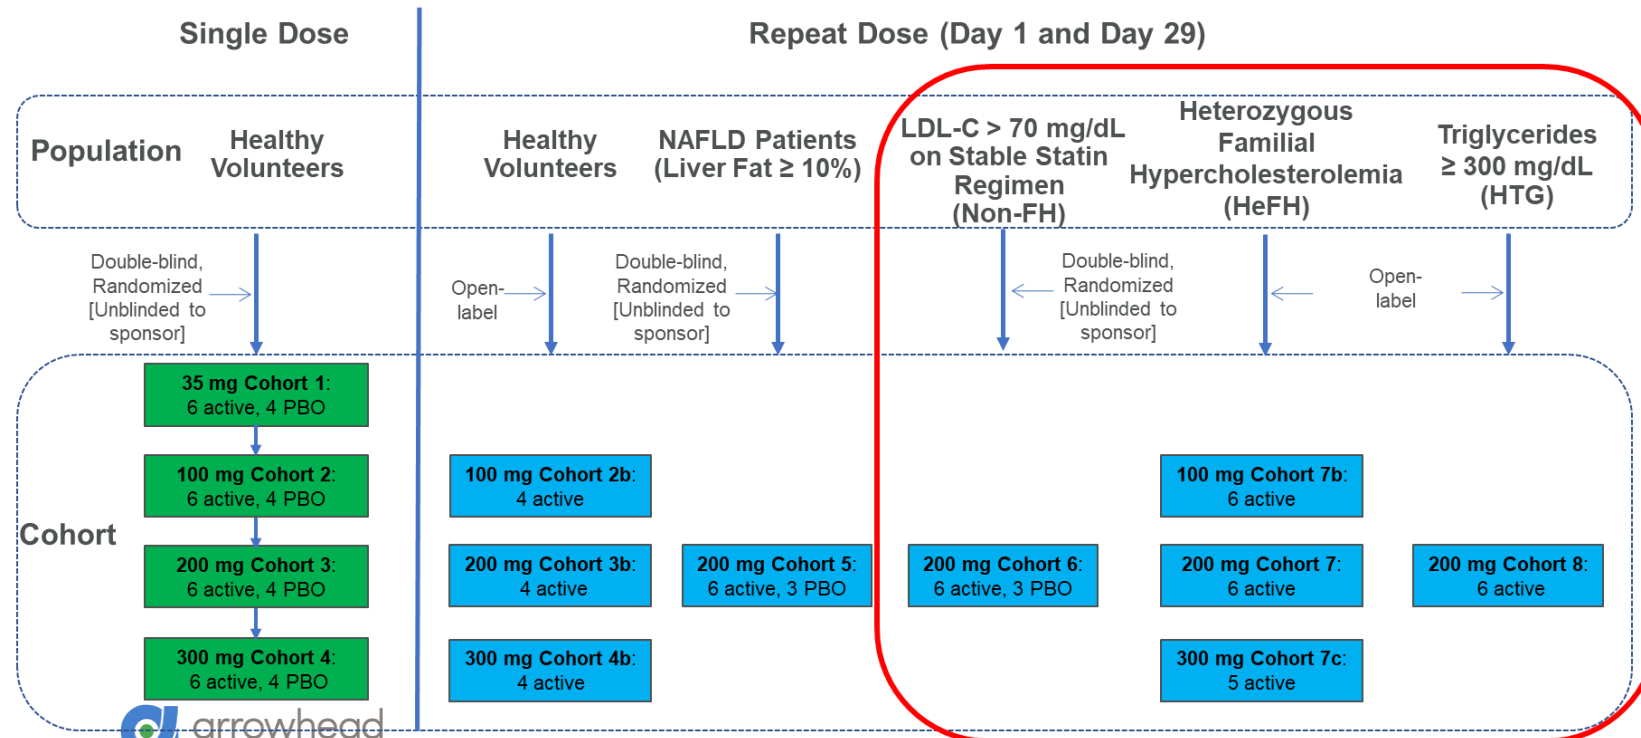 Single Dose
Repeat Dose (Day 1 and Day 29)
Population
Healthy
Volunteers
Healthy
Volunteers
NAFLD Patients
(Liver Fat ≥ 10%)
LDL-C > 70 mg/dL
on Stable Statin
Regimen
(Non-FH)
Heterozygous
Familial
Hypercholesterolemia
(HeFH)
Triglycerides
≥ 300 mg/dL
(HTG)
Double-blind,
Randomized
[Unblinded to
sponsor]
Open-
label
Double-blind,
Randomized
[Unblinded to
sponsor]
Double-blind,
Randomized
[Unblinded to
sponsor]
Open-
label
Cohort
35 mg Cohort 1:
6 active, 4 PBO
100 mg Cohort 2:
6 active, 4 PBO
100 mg Cohort 2b:
4 active
100 mg Cohort 7b:
6 active
200 mg Cohort 3:
6 active, 4 PBO
200 mg Cohort 3b:
4 active
200 mg Cohort 5:
6 active, 3 PBO
200 mg Cohort 6:
6 active, 3 PBO
200 mg Cohort 7:
6 active
200 mg Cohort 8:
6 active
300 mg Cohort 4:
6 active, 4 PBO
300 mg Cohort 4b:
4 active
300 mg Cohort 7c:
5 active
arrowhead